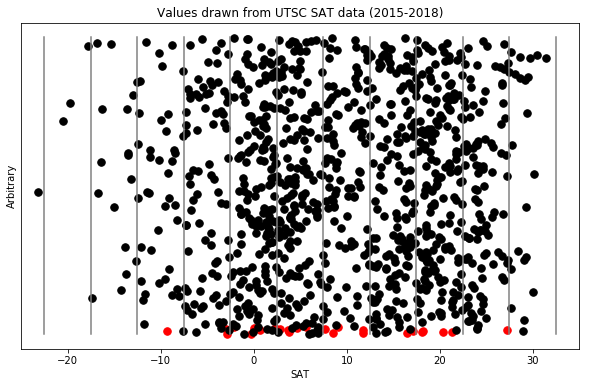 Values drawn from UTSC SAT data (2015-2018)
Arbitrary
−20 −10 0 10 20 30
SAT